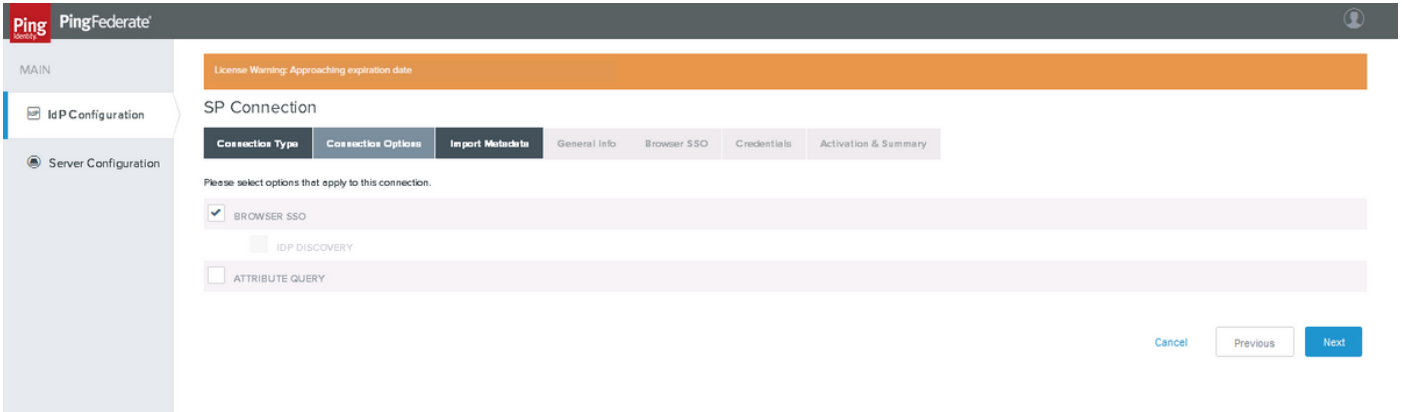 Ping Identity. PingFederate
MAIN
License Warning: Approaching expiration date
IdP IdP Configuration
SP Connection
Server Configuration
Connection Type Connection Options Import Metadata General Info Browser SSO Credentials Activation & Summary
Please select options that apply to this connection.
BROWSER SSO
IDP DISCOVERY
ATTRIBUTE QUERY
Cancel Previous Next